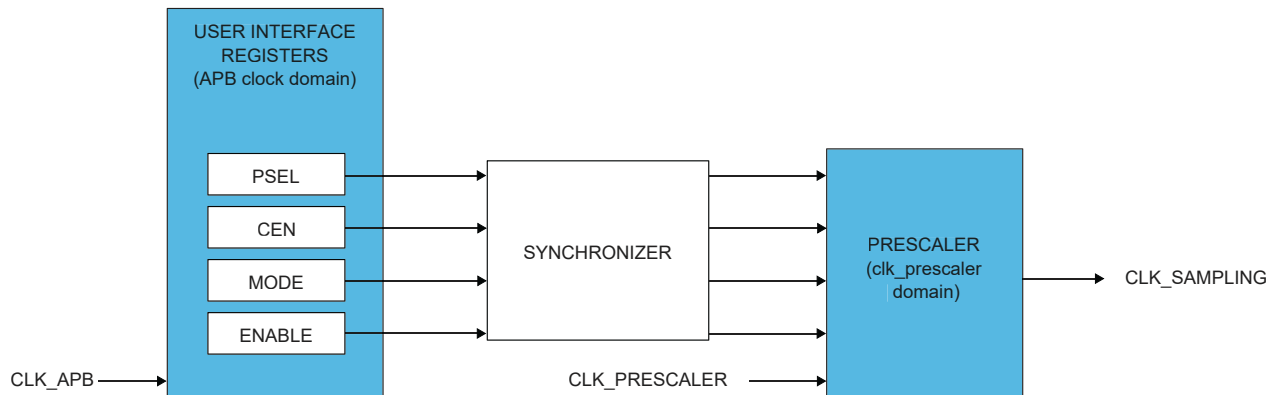 USER INTERFACE
REGISTERS
(APB clock domain)
PSEL
CEN
MODE
ENABLE
CLK_APB
SYNCHRONIZER
CLK_PRESCALER
PRESCALER
(clk_prescaler
domain)
CLK_SAMPLING